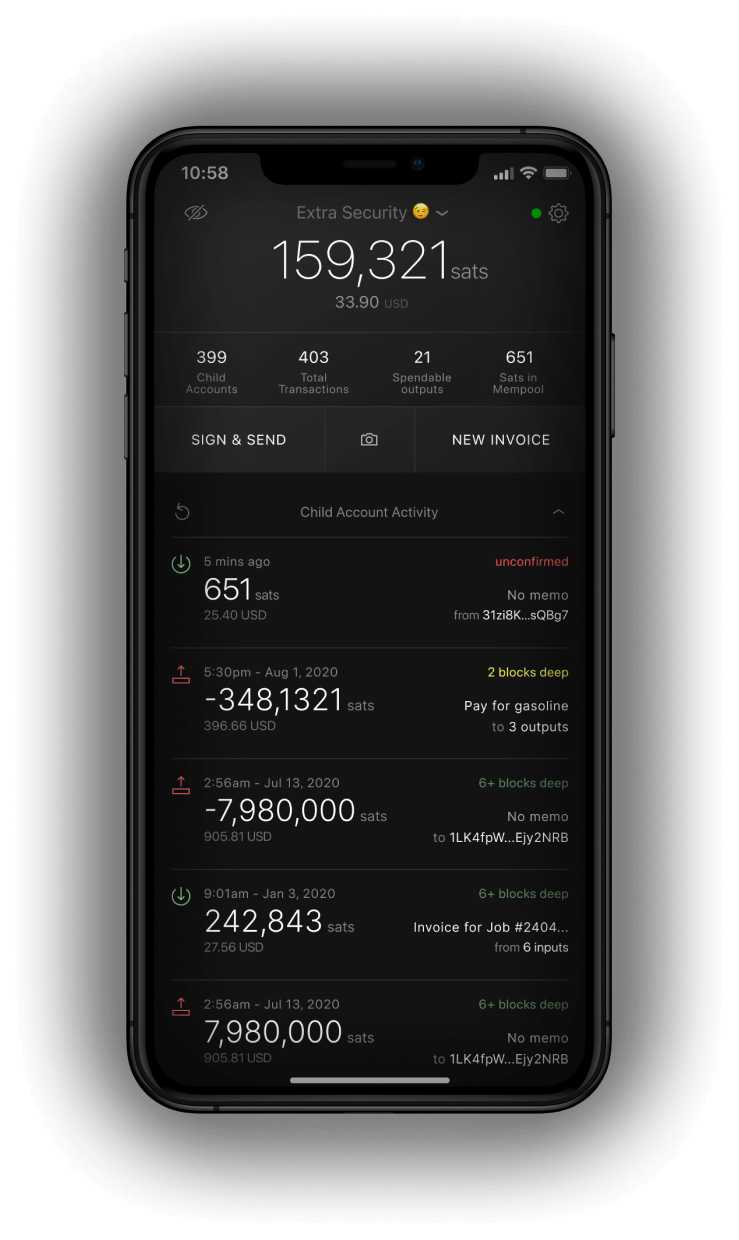 10:58
Extra Security 😉
159,321 sats
33.90 USD
399 403 21 651
Child Accounts Total Transactions Spendable outputs Sats in Mempool
SIGN & SEND NEW INVOICE
Child Account Activity
5 mins ago unconfirmed
651 sats No memo
25.40 USD from 31zi8K...sQBg7
5:30pm - Aug 1, 2020 2 blocks deep
-348,1321 sats Pay for gasoline
396.66 USD to 3 outputs
2:56am - Jul 13, 2020 6+ blocks deep
-7,980,000 sats No memo
905.81 USD to 1LK4fpW...Ejy2NRB
9:01am - Jan 3, 2020 6+ blocks deep
242,843 sats Invoice for Job #2404...
27.56 USD from 6 inputs
2:56am - Jul 13, 2020 6+ blocks deep
7,980,000 sats No memo
905.81 USD to 1LK4fpW...Ejy2NRB